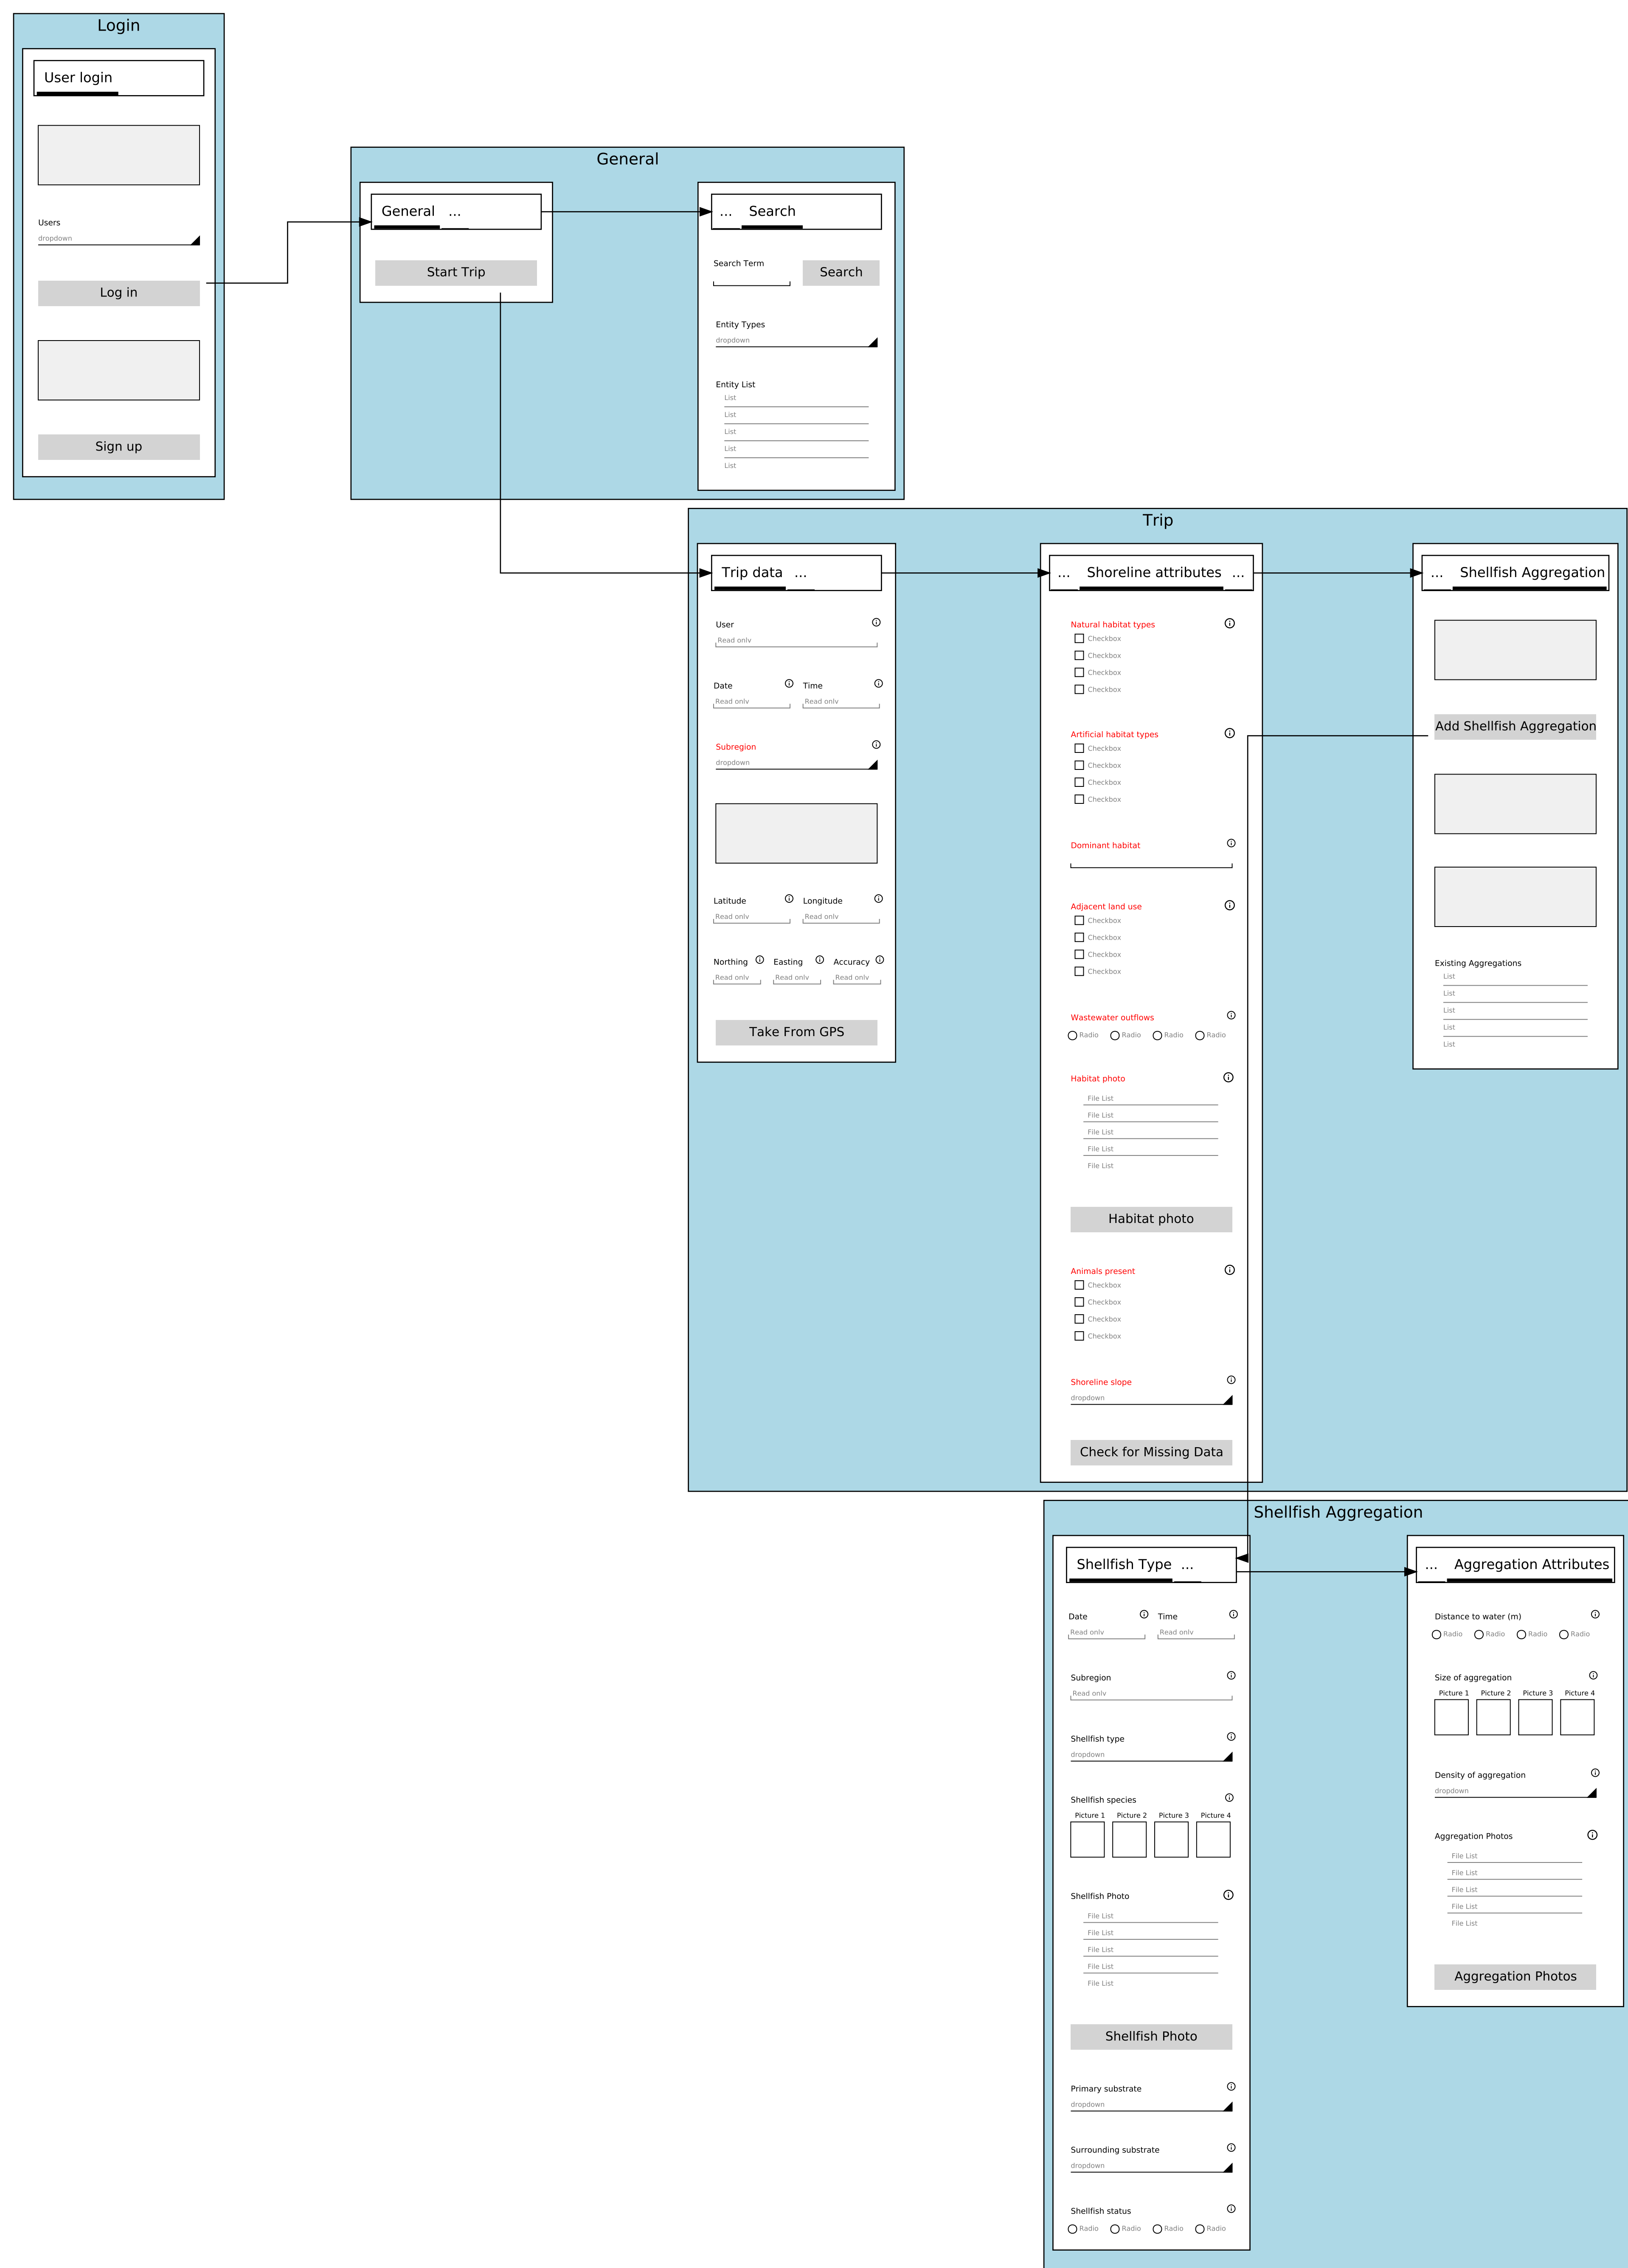 Login
User login
Users
dropdown
Log in
Sign up
General
General ...
Start Trip
... Search
Search Term
Search
Entity Types
dropdown
Entity List
List
List
List
List
List
Trip
Trip data ...
User
Read only
Date Time
Read only Read only
Subregion
dropdown
Latitude Longitude
Read only Read only
Northing Easting Accuracy
Read only Read only Read only
Take From GPS
... Shoreline attributes ...
Natural habitat types
Checkbox
Checkbox
Checkbox
Checkbox
Artificial habitat types
Checkbox
Checkbox
Checkbox
Checkbox
Dominant habitat
Adjacent land use
Checkbox
Checkbox
Checkbox
Checkbox
Wastewater outflows
Radio Radio Radio Radio
Habitat photo
File List
File List
File List
File List
File List
Habitat photo
Animals present
Checkbox
Checkbox
Checkbox
Checkbox
Shoreline slope
dropdown
Check for Missing Data
... Shellfish Aggregation
Add Shellfish Aggregation
Existing Aggregations
List
List
List
List
List
Shellfish Aggregation
Shellfish Type ...
Date Time
Read only Read only
Subregion
Read only
Shellfish type
dropdown
Shellfish species
Picture 1 Picture 2 Picture 3 Picture 4
Shellfish Photo
File List
File List
File List
File List
File List
Shellfish Photo
Primary substrate
dropdown
Surrounding substrate
dropdown
Shellfish status
Radio Radio Radio Radio
... Aggregation Attributes
Distance to water (m)
Radio Radio Radio Radio
Size of aggregation
Picture 1 Picture 2 Picture 3 Picture 4
Density of aggregation
dropdown
Aggregation Photos
File List
File List
File List
File List
File List
Aggregation Photos